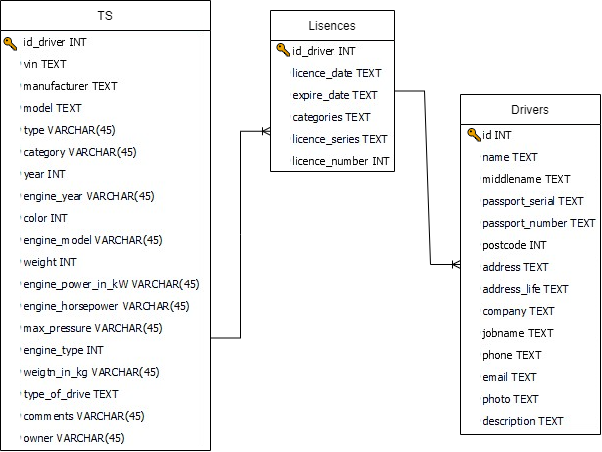 TS
id_driver INT
vin TEXT
manufacturer TEXT
model TEXT
type VARCHAR(45)
category VARCHAR(45)
year INT
engine_year VARCHAR(45)
color INT
engine_model VARCHAR(45)
weight INT
engine_power_in_kW VARCHAR(45)
engine_horsepower VARCHAR(45)
max_pressure VARCHAR(45)
engine_type INT
weigtn_in_kg VARCHAR(45)
type_of_drive TEXT
comments VARCHAR(45)
owner VARCHAR(45)
Lisences
id_driver INT
licence_date TEXT
expire_date TEXT
categories TEXT
licence_series TEXT
licence_number INT
Drivers
id INT
name TEXT
middlename TEXT
passport_serial TEXT
passport_number TEXT
postcode INT
address TEXT
address_life TEXT
company TEXT
jobname TEXT
phone TEXT
email TEXT
photo TEXT
description TEXT